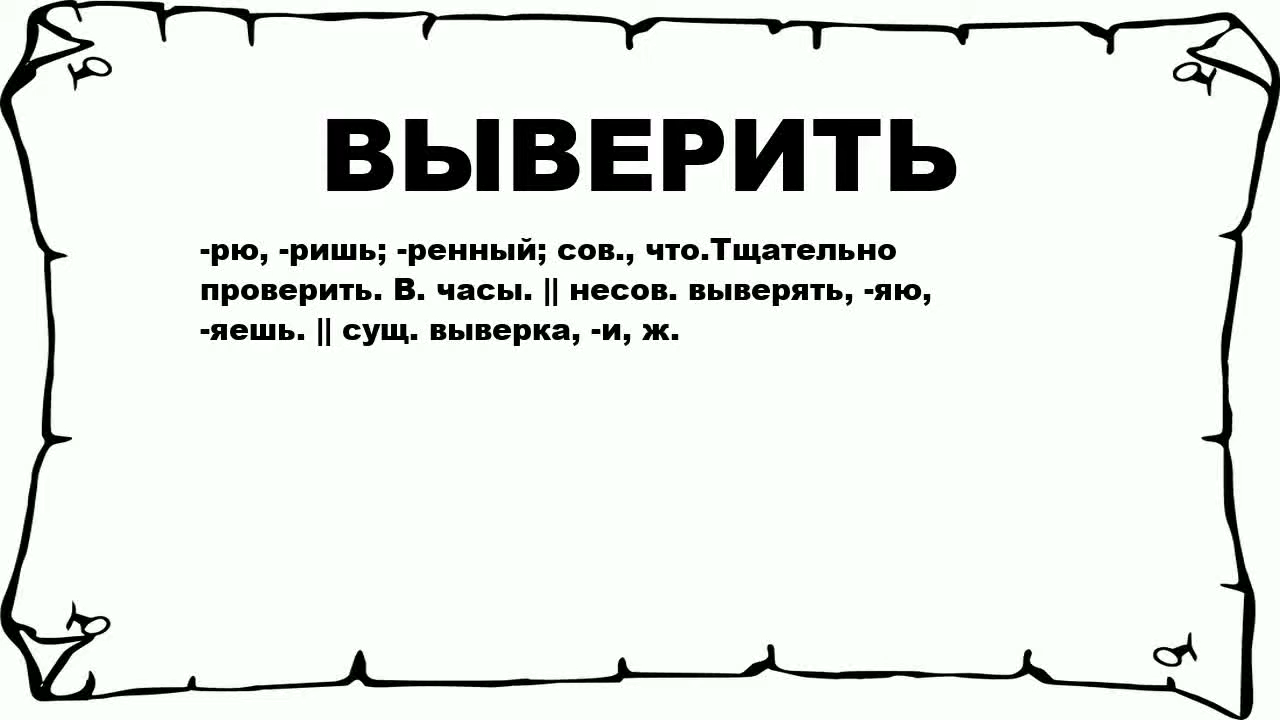 ВЫВЕРИТЬ
-рю, -ришь; -ренный; сов., что.Тщательно
проверить. В. часы. || несов. выверять, -яю,
-яешь. || сущ. выверка, -и, ж.